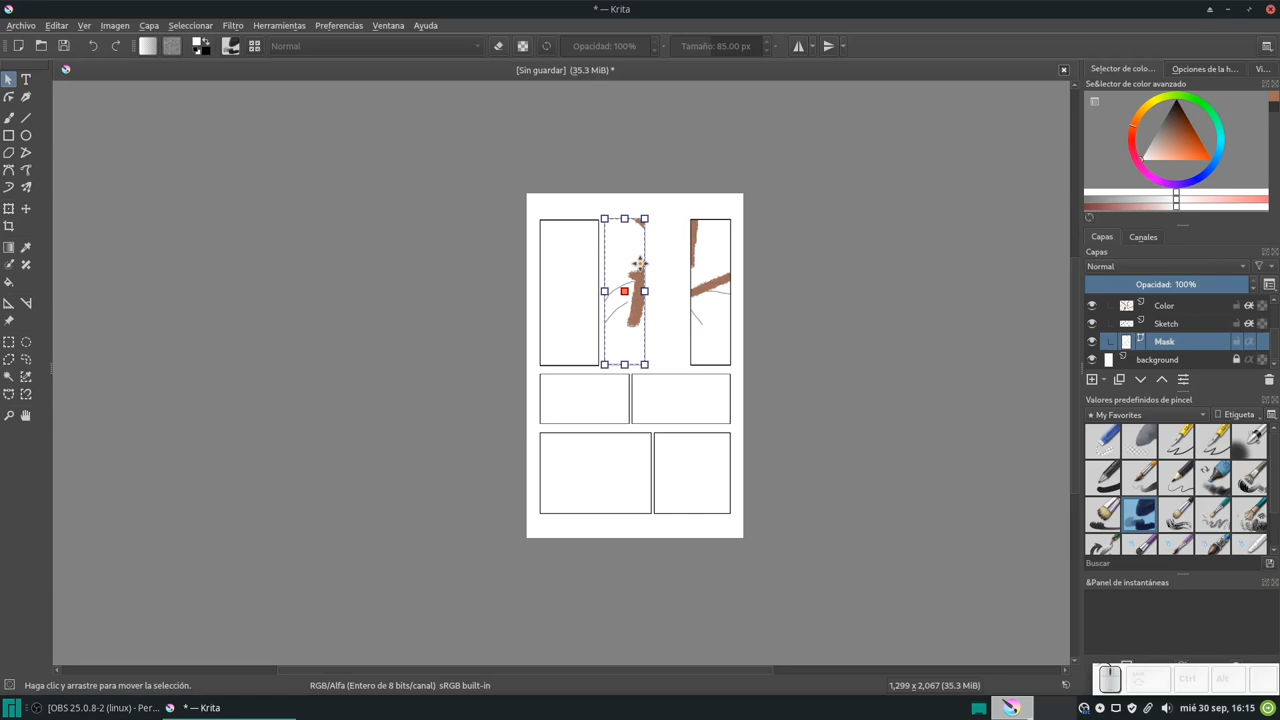 * — Krita
Archivo Editar Ver Imagen Capa Seleccionar Filtro Herramientas Preferencias Ventana Ayuda
Normal Opacidad: 100% Tamaño: 85.00 px
[Sin guardar] (35.3 MiB) *
Selector de colo... Opciones de la h... Vi...
Se&lector de color avanzado
Capas Canales
Capas
Normal
Opacidad: 100%
Color
Sketch
Mask
background
Valores predefinidos de pincel
★ My Favorites Etiqueta
Buscar
&Panel de instantáneas
Haga clic y arrastre para mover la selección. RGB/Alfa (Entero de 8 bits/canal) sRGB built-in 1,299 x 2,067 (35.3 MiB)
Ctrl Alt
[OBS 25.0.8-2 (linux) - Per... * — Krita mié 30 sep, 16:15